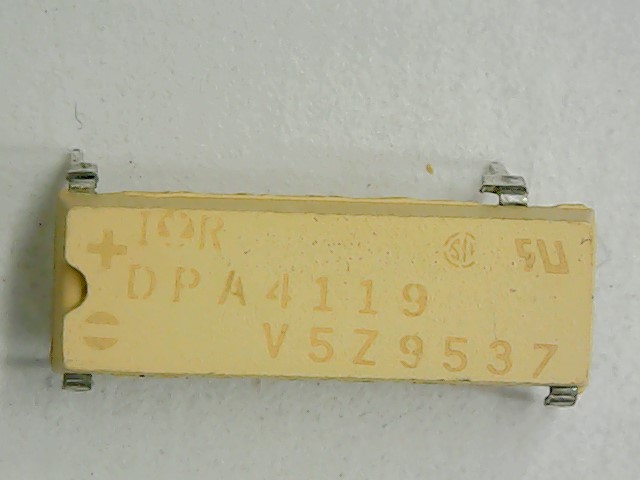 + IOR
DPA4119
− V5Z9537